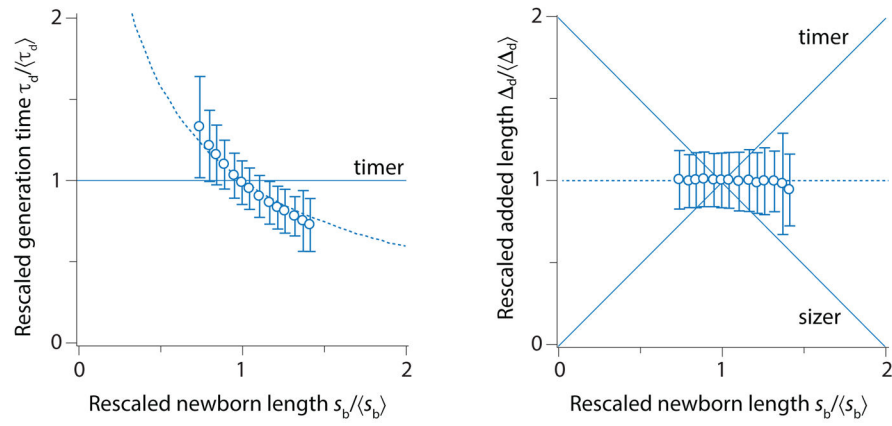 Rescaled generation time τd/⟨τd⟩
2
1
0
timer
0
1
2
Rescaled newborn length sb/⟨sb⟩
Rescaled added length Δd/⟨Δd⟩
2
1
0
timer
sizer
0
1
2
Rescaled newborn length sb/⟨sb⟩